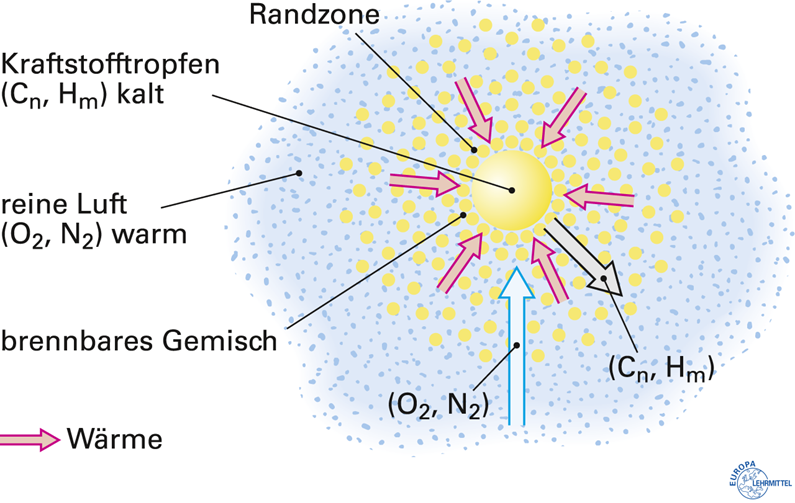 Randzone
Kraftstofftropfen
(Cn, Hm) kalt
reine Luft
(O2, N2) warm
brennbares Gemisch
(Cn, Hm)
(O2, N2)
Wärme
EUROPA
LEHRMITTEL